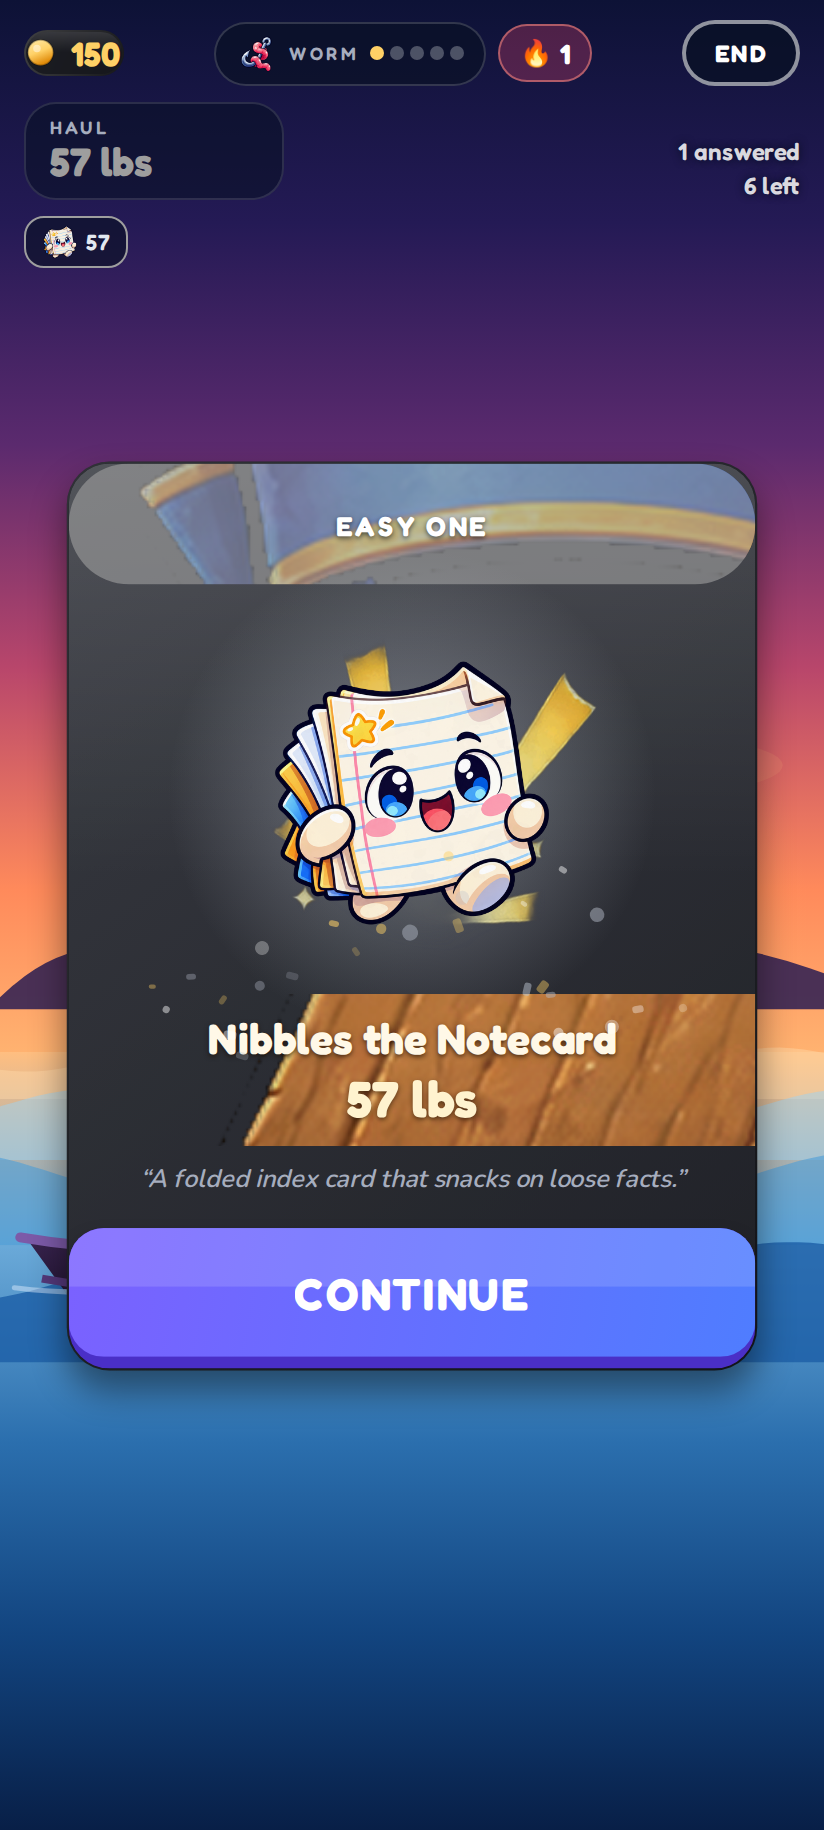 150
WORM
1
END
HAUL
57 lbs
1 answered
6 left
57
EASY ONE
Nibbles the Notecard
57 lbs
“A folded index card that snacks on loose facts.”
CONTINUE